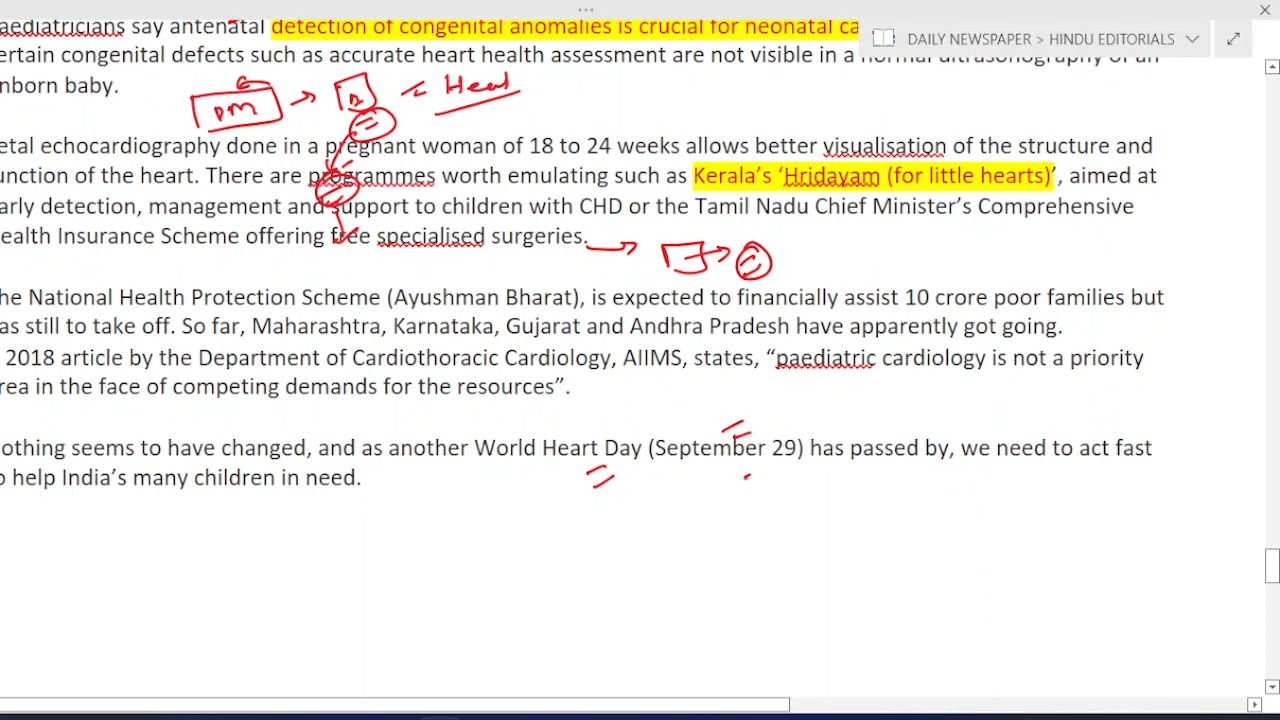 aediatricians say antenatal detection of congenital anomalies is crucial for neonatal ca
DAILY NEWSPAPER > HINDU EDITORIALS
ertain congenital defects such as accurate heart health assessment are not visible in a normal ultrasonography of an
nborn baby.
DM
Heal
etal echocardiography done in a pregnant woman of 18 to 24 weeks allows better visualisation of the structure and
unction of the heart. There are programmes worth emulating such as Kerala's 'Hridayam (for little hearts)', aimed at
arly detection, management and support to children with CHD or the Tamil Nadu Chief Minister's Comprehensive
ealth Insurance Scheme offering free specialised surgeries.
he National Health Protection Scheme (Ayushman Bharat), is expected to financially assist 10 crore poor families but
as still to take off. So far, Maharashtra, Karnataka, Gujarat and Andhra Pradesh have apparently got going.
2018 article by the Department of Cardiothoracic Cardiology, AIIMS, states, "paediatric cardiology is not a priority
rea in the face of competing demands for the resources".
othing seems to have changed, and as another World Heart Day (September 29) has passed by, we need to act fast
o help India's many children in need.